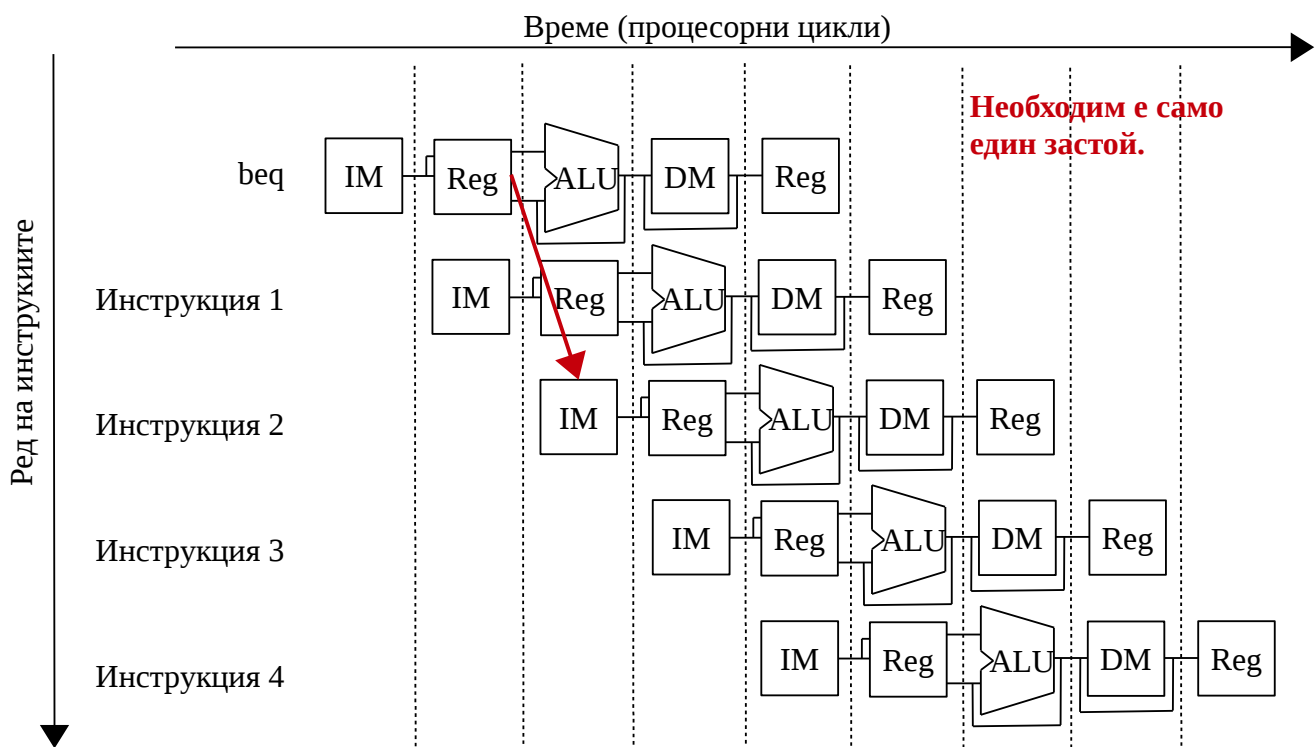 Време (процесорни цикли)
Необходим е само
един застой.
Ред на инструкиите
beq
IM
Reg
ALU
DM
Reg
Инструкция 1
IM
Reg
ALU
DM
Reg
Инструкция 2
IM
Reg
ALU
DM
Reg
Инструкция 3
IM
Reg
ALU
DM
Reg
Инструкция 4
IM
Reg
ALU
DM
Reg